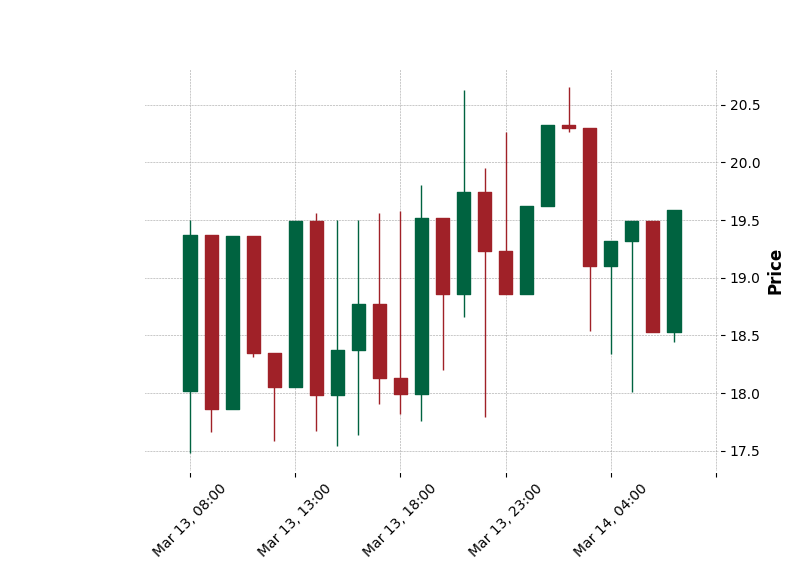 20.5
20.0
19.5
19.0
18.5
18.0
17.5
Price
Mar 13, 08:00
Mar 13, 13:00
Mar 13, 18:00
Mar 13, 23:00
Mar 14, 04:00